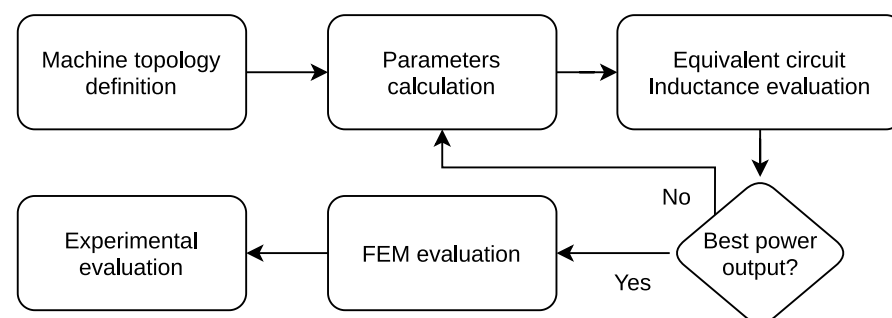 Machine topology
definition
Parameters
calculation
Equivalent circuit
Inductance evaluation
No
Best power
output?
Yes
FEM evaluation
Experimental
evaluation